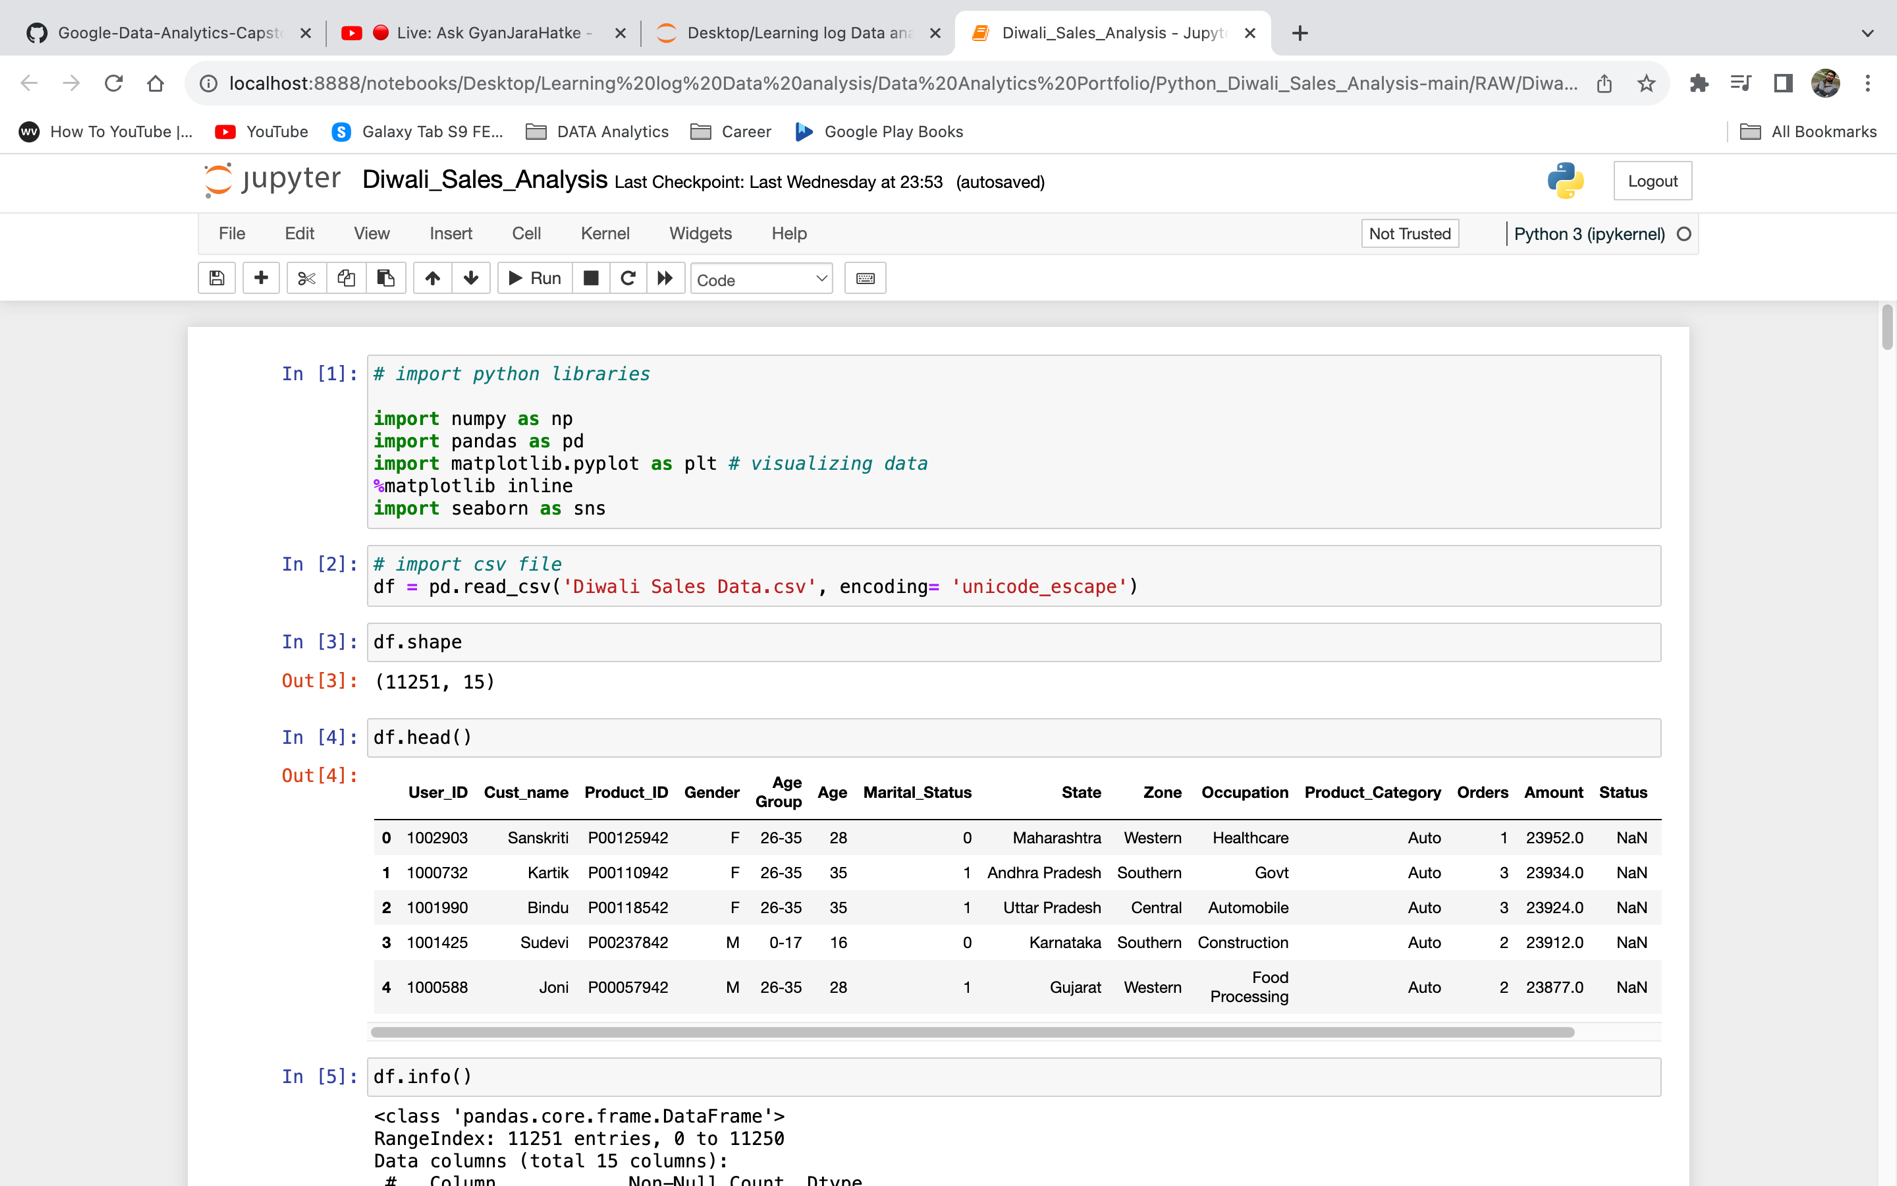 Google-Data-Analytics-Capst
Live: Ask GyanJaraHatke -
Desktop/Learning log Data ana
Diwali_Sales_Analysis - Jupyt
localhost:8888/notebooks/Desktop/Learning%20log%20Data%20analysis/Data%20Analytics%20Portfolio/Python_Diwali_Sales_Analysis-main/RAW/Diwa...
WV How To YouTube |...
YouTube
S Galaxy Tab S9 FE...
DATA Analytics
Career
Google Play Books
All Bookmarks
jupyter Diwali_Sales_Analysis Last Checkpoint: Last Wednesday at 23:53 (autosaved)
Logout
File Edit View Insert Cell Kernel Widgets Help
Not Trusted
Python 3 (ipykernel)
Run
Code
In [1]: # import python libraries
import numpy as np
import pandas as pd
import matplotlib.pyplot as plt # visualizing data
%matplotlib inline
import seaborn as sns
In [2]: # import csv file
df = pd.read_csv('Diwali Sales Data.csv', encoding= 'unicode_escape')
In [3]: df.shape
Out[3]: (11251, 15)
In [4]: df.head()
Out[4]:
User_ID Cust_name Product_ID Gender Age Group Age Marital_Status State Zone Occupation Product_Category Orders Amount Status
0 1002903 Sanskriti P00125942 F 26-35 28 0 Maharashtra Western Healthcare Auto 1 23952.0 NaN
1 1000732 Kartik P00110942 F 26-35 35 1 Andhra Pradesh Southern Govt Auto 3 23934.0 NaN
2 1001990 Bindu P00118542 F 26-35 35 1 Uttar Pradesh Central Automobile Auto 3 23924.0 NaN
3 1001425 Sudevi P00237842 M 0-17 16 0 Karnataka Southern Construction Auto 2 23912.0 NaN
4 1000588 Joni P00057942 M 26-35 28 1 Gujarat Western Food Processing Auto 2 23877.0 NaN
In [5]: df.info()
<class 'pandas.core.frame.DataFrame'>
RangeIndex: 11251 entries, 0 to 11250
Data columns (total 15 columns):
# Column Non-Null Count Dtype